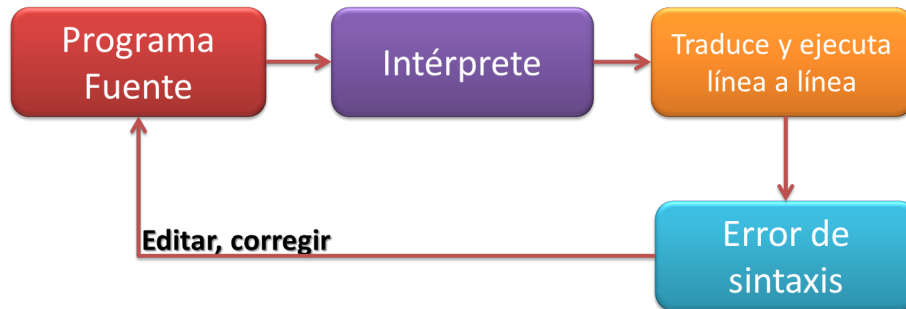 Programa
Fuente
Intérprete
Traduce y ejecuta
línea a línea
Editar, corregir
Error de
sintaxis